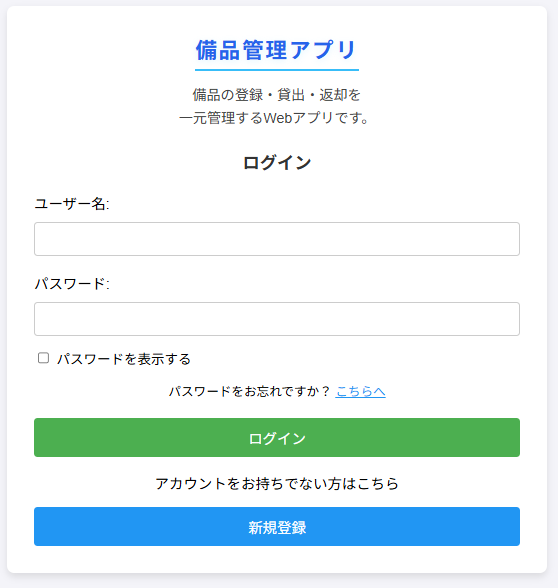 備品管理アプリ
備品の登録・貸出・返却を
一元管理するWebアプリです。
ログイン
ユーザー名:
パスワード:
パスワードを表示する
パスワードをお忘れですか？ こちらへ
ログイン
アカウントをお持ちでない方はこちら
新規登録